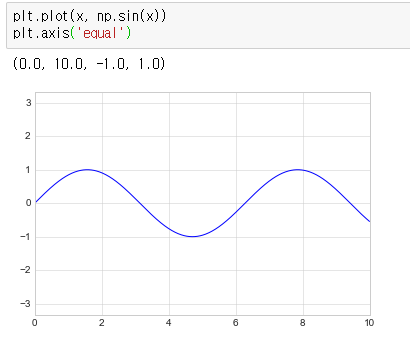 plt.plot(x, np.sin(x))
plt.axis('equal')
(0.0, 10.0, -1.0, 1.0)
3
2
1
0
−1
−2
−3
0 2 4 6 8 10